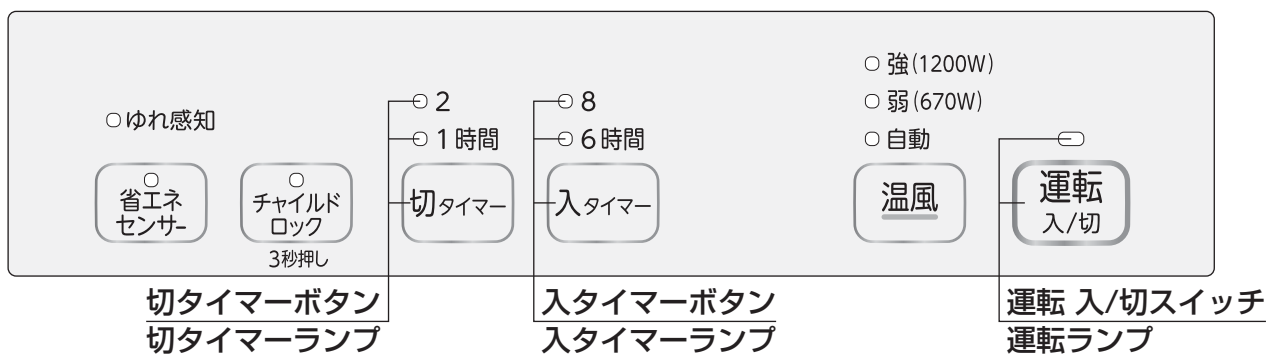 強(1200W)
弱(670W)
自動
ゆれ感知
2
1時間
8
6時間
省エネ
センサー
チャイルド
ロック
3秒押し
切タイマー
入タイマー
温風
運転
入/切
切タイマーボタン
切タイマーランプ
入タイマーボタン
入タイマーランプ
運転 入/切スイッチ
運転ランプ